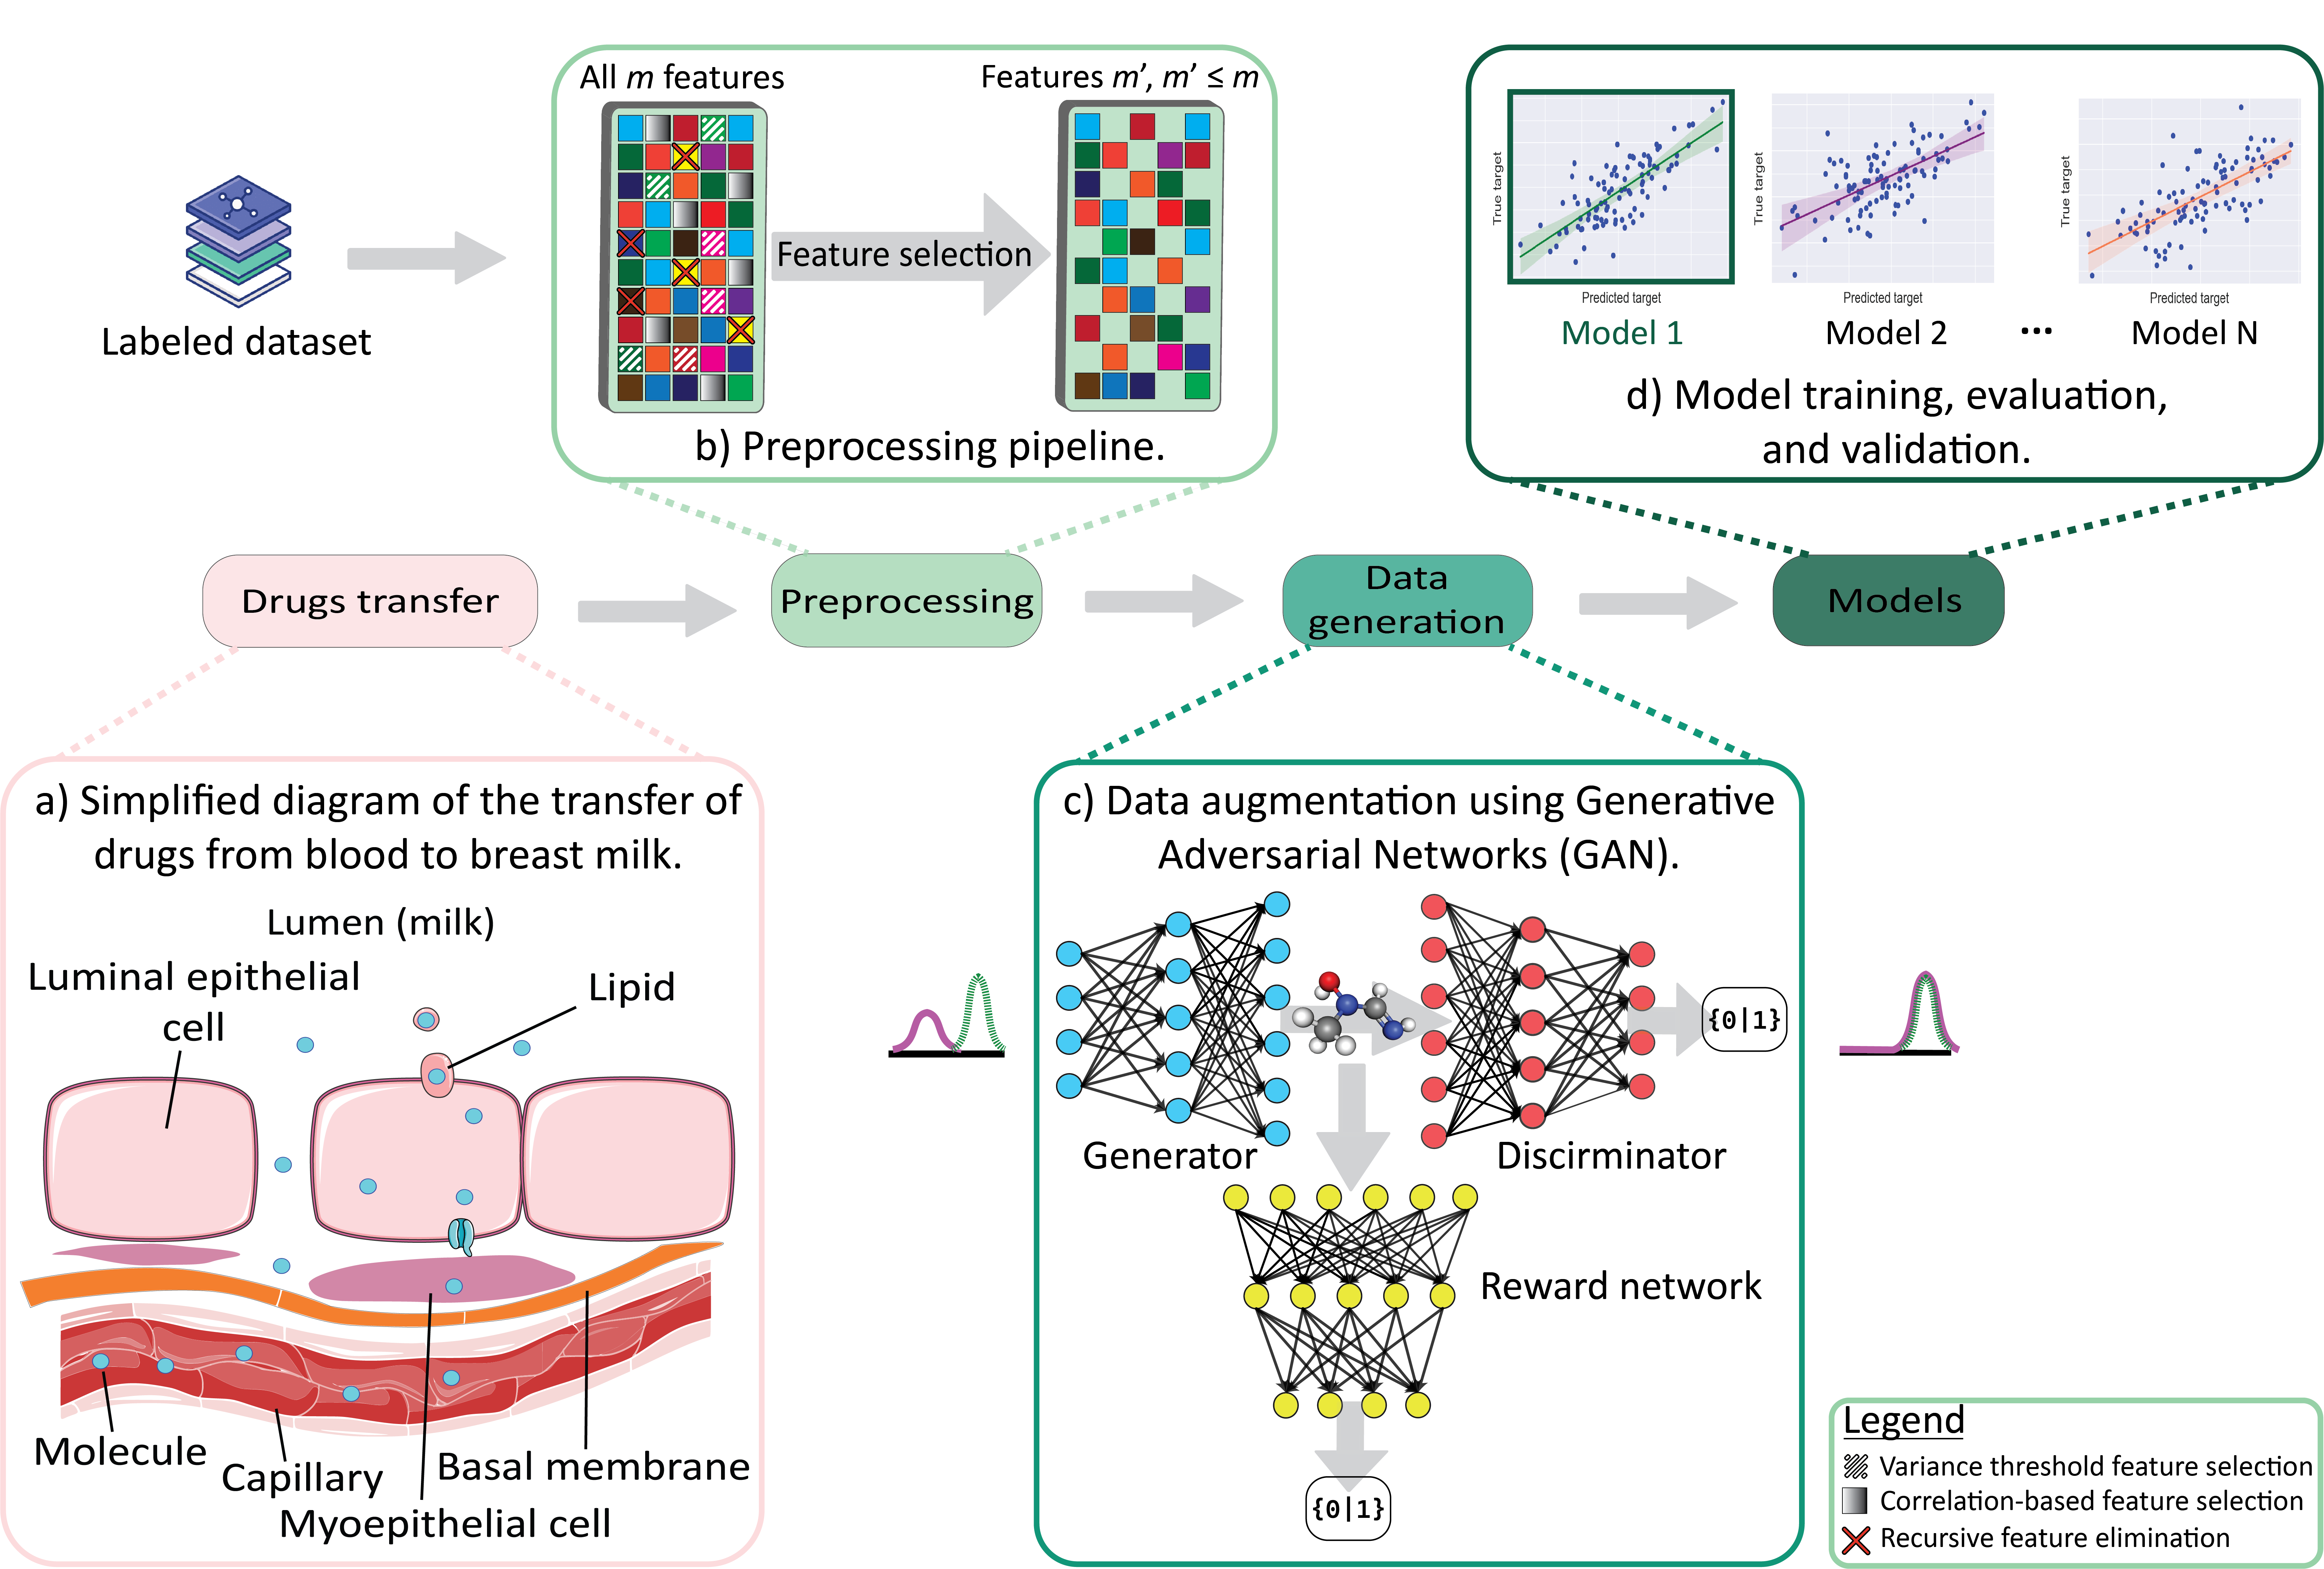 All m features
Features m’, m’ ≤ m
Feature selection
Labeled dataset
b) Preprocessing pipeline.
True target
Predicted target
Model 1
True target
Predicted target
Model 2
...
True target
Predicted target
Model N
d) Model training, evaluation,
and validation.
Drugs transfer
Preprocessing
Data
generation
Models
a) Simplified diagram of the transfer of
drugs from blood to breast milk.
Lumen (milk)
Luminal epithelial
cell
Lipid
Molecule
Capillary
Basal membrane
Myoepithelial cell
c) Data augmentation using Generative
Adversarial Networks (GAN).
Generator
Discirminator
{0|1}
Reward network
{0|1}
Legend
Variance threshold feature selection
Correlation-based feature selection
Recursive feature elimination